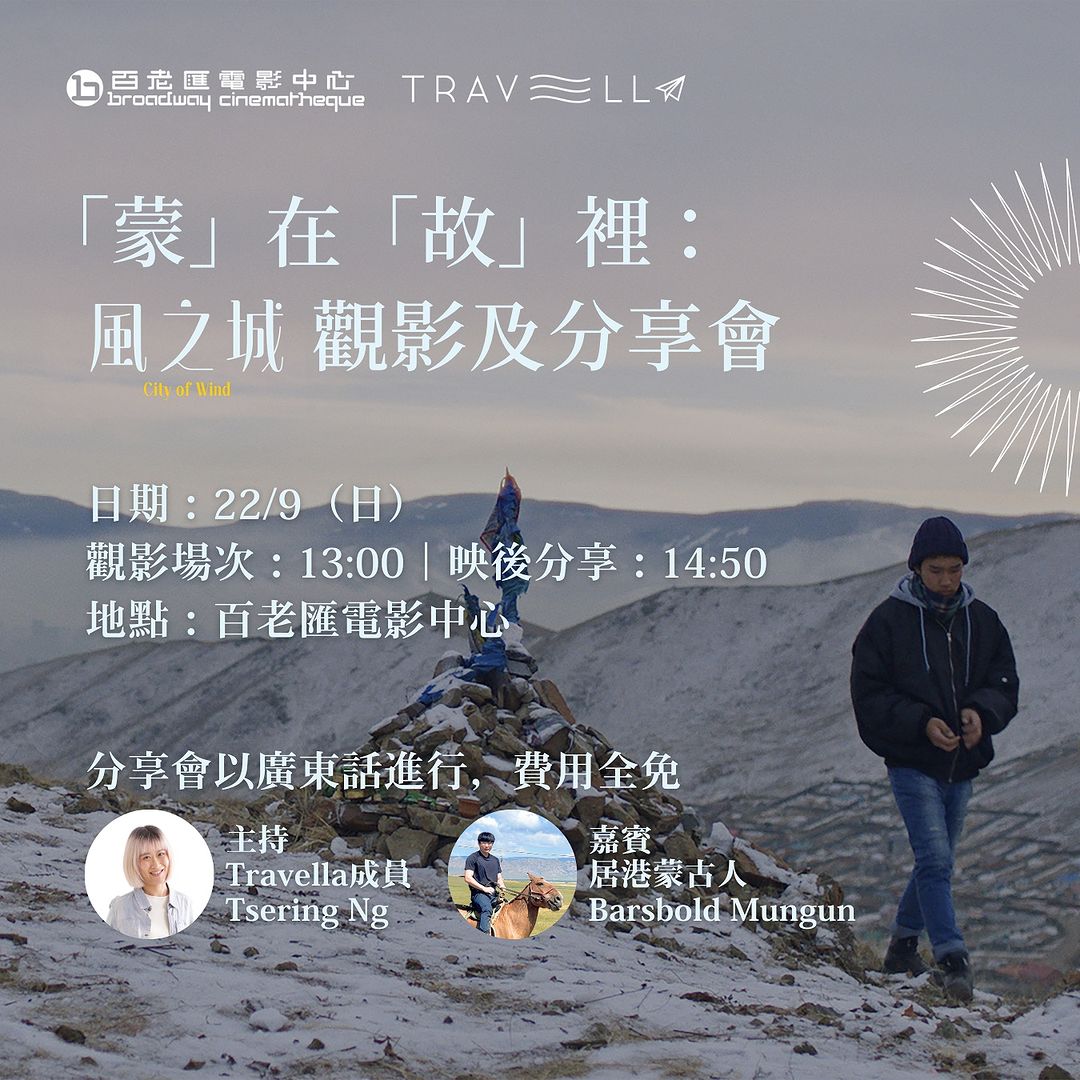 百老匯電影中心
broadway cinematheque
TRAVELLA
「蒙」在「故」裡：
風之城 觀影及分享會
City of Wind
日期：22/9（日）
觀影場次：13:00｜映後分享：14:50
地點：百老匯電影中心
分享會以廣東話進行，費用全免
主持
Travella成員
Tsering Ng
嘉賓
居港蒙古人
Barsbold Mungun